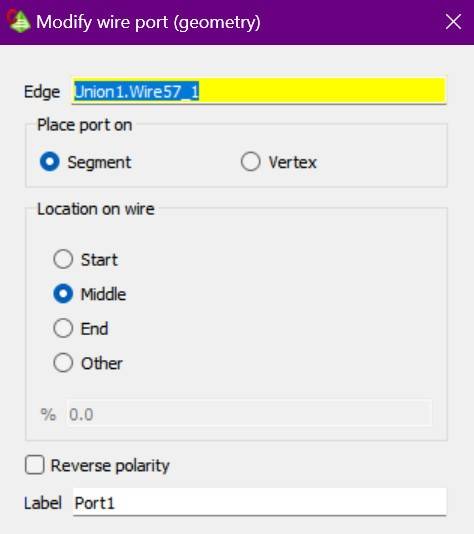 Modify wire port (geometry)
Edge Union1.Wire57_1
Place port on
Segment Vertex
Location on wire
Start
Middle
End
Other
% 0.0
Reverse polarity
Label Port1